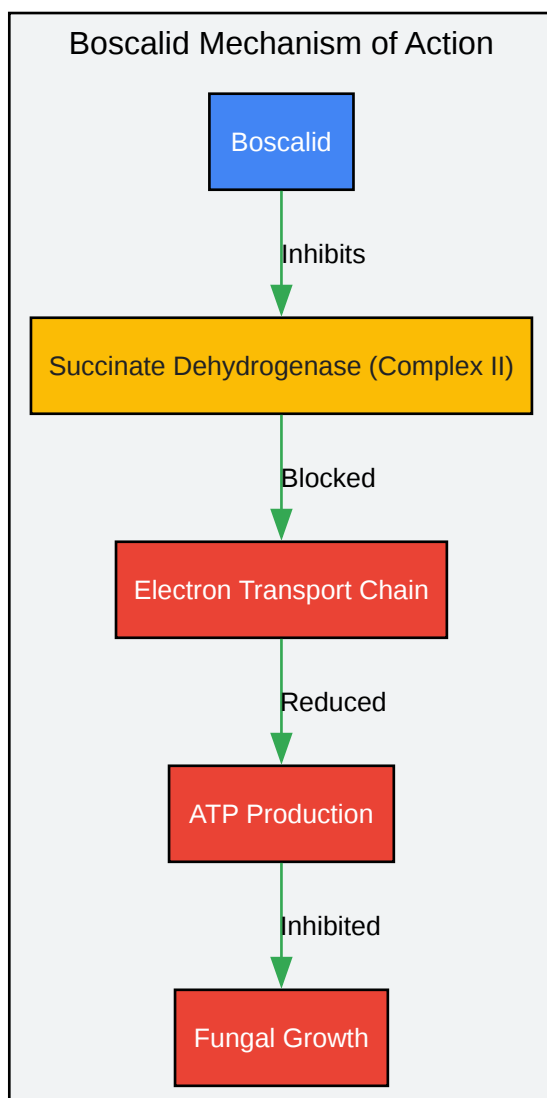 Boscalid Mechanism of Action
Boscalid
Inhibits
Succinate Dehydrogenase (Complex II)
Blocked
Electron Transport Chain
Reduced
ATP Production
Inhibited
Fungal Growth